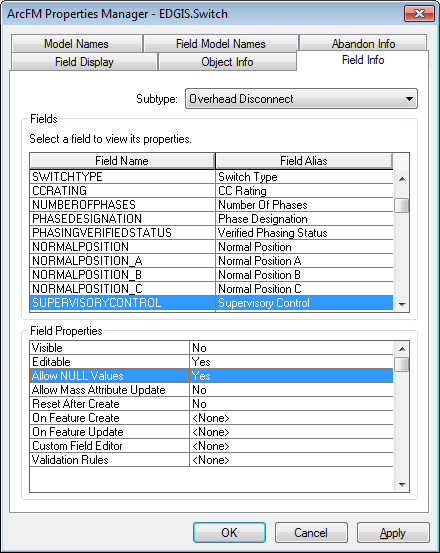 ArcFM Properties Manager - EDGIS.Switch
Model Names Field Model Names Abandon Info
Field Display Object Info Field Info
Subtype: Overhead Disconnect
Fields
Select a field to view its properties.
Field Name Field Alias
SWITCHTYPE Switch Type
CCRATING CC Rating
NUMBEROFPHASES Number Of Phases
PHASEDESIGNATION Phase Designation
PHASINGVERIFIEDSTATUS Verified Phasing Status
NORMALPOSITION Normal Position
NORMALPOSITION_A Normal Position A
NORMALPOSITION_B Normal Position B
NORMALPOSITION_C Normal Position C
SUPERVISORYCONTROL Supervisory Control
Field Properties
Visible No
Editable Yes
Allow NULL Values Yes
Allow Mass Attribute Update No
Reset After Create No
On Feature Create <None>
On Feature Update <None>
Custom Field Editor <None>
Validation Rules <None>
OK Cancel Apply